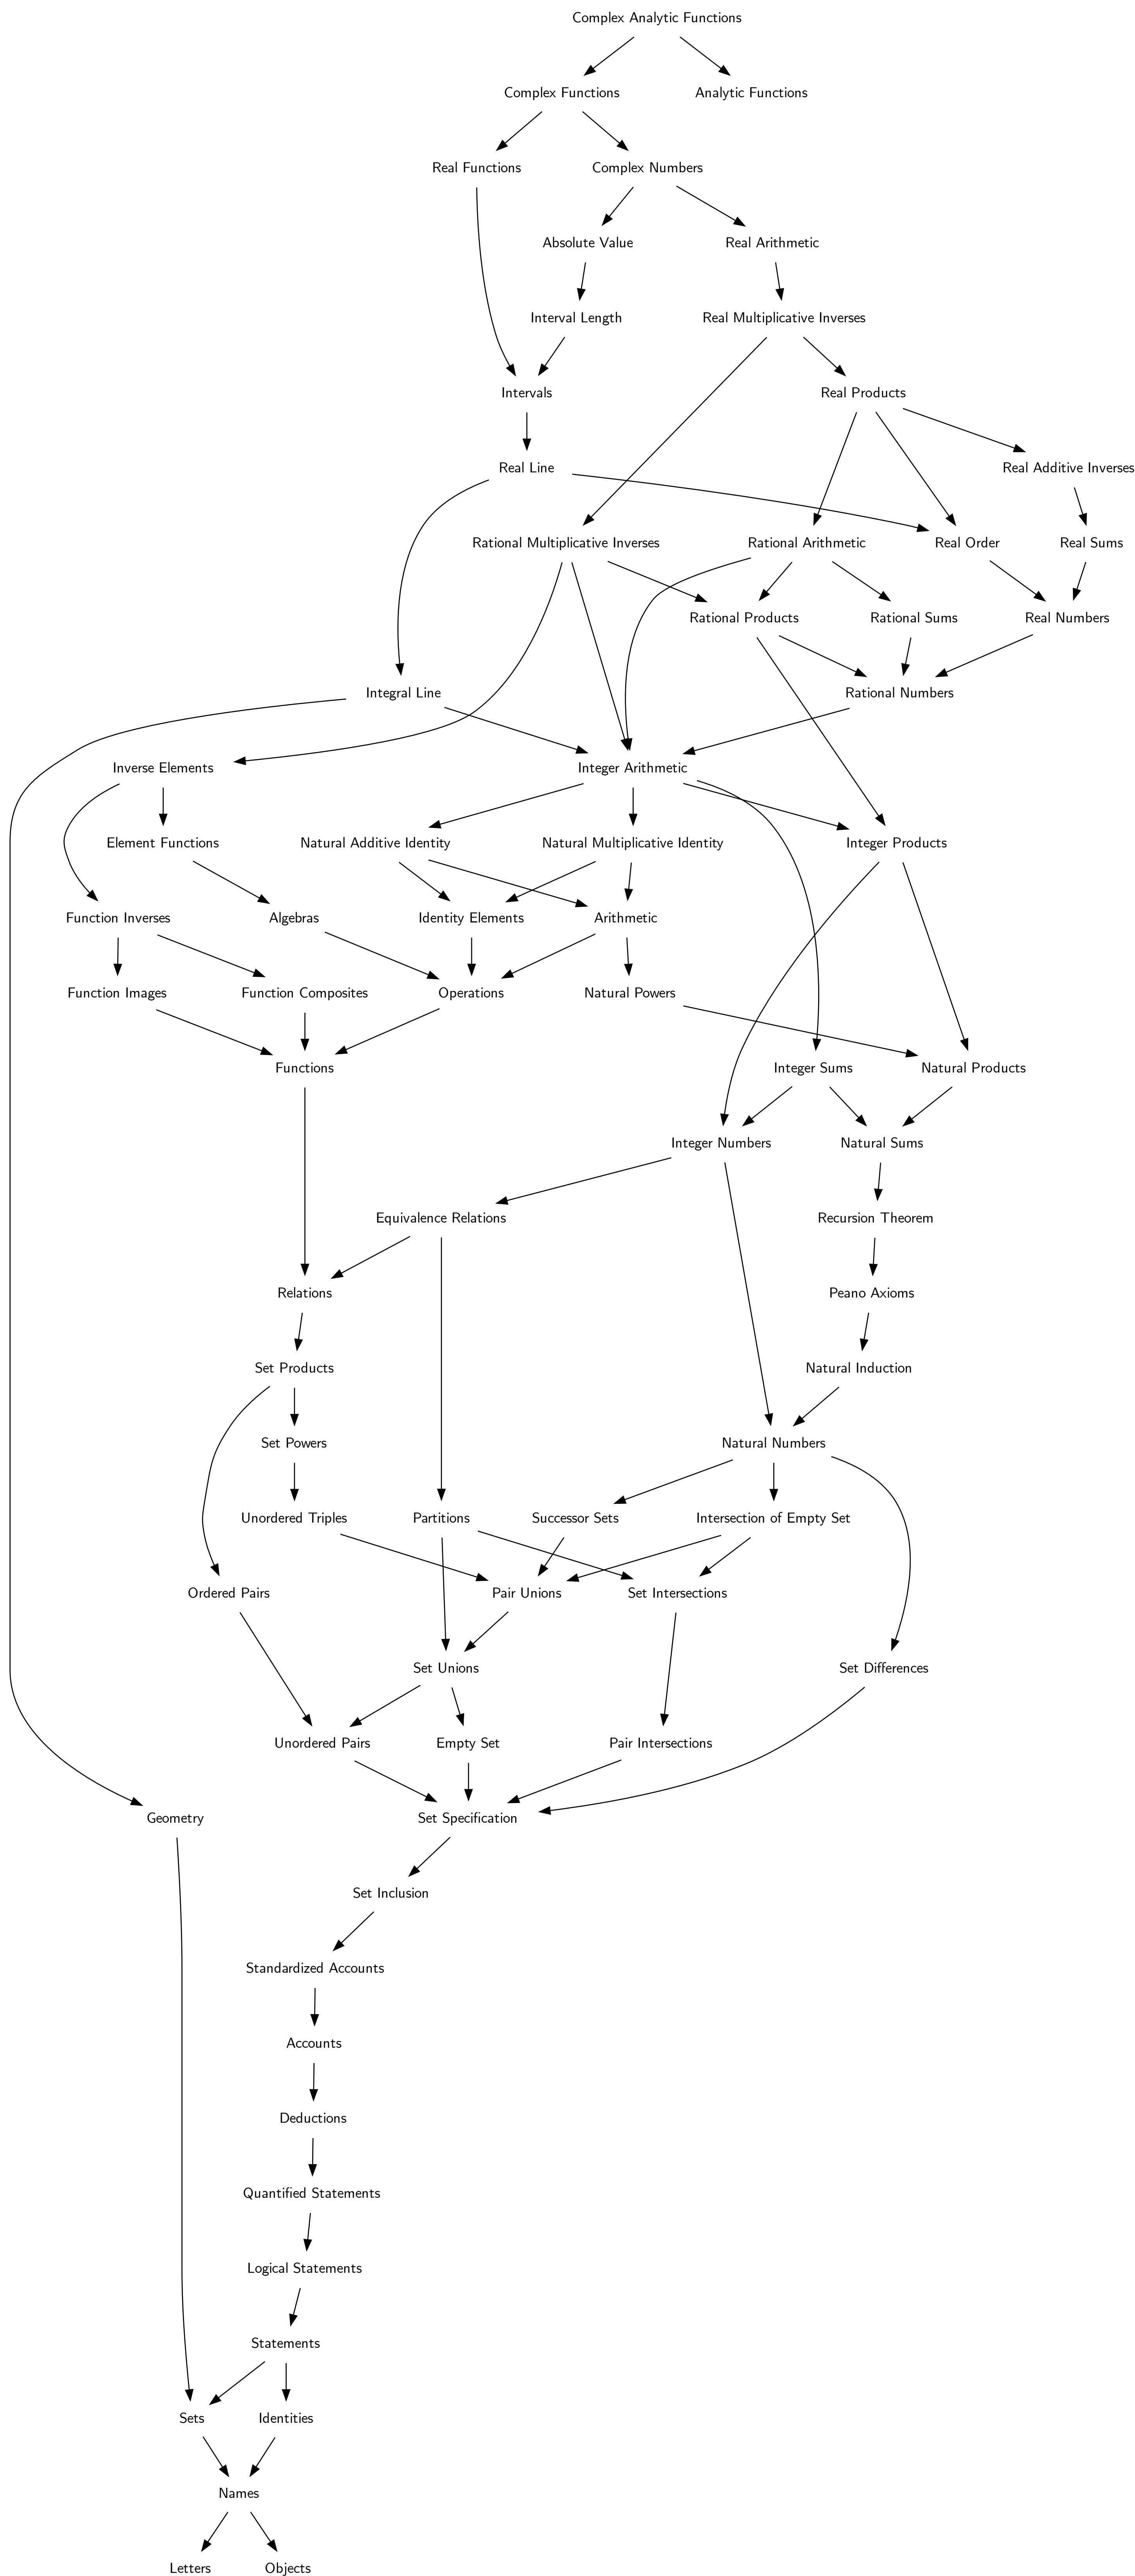 Complex Analytic Functions
Complex Functions
Analytic Functions
Real Functions
Complex Numbers
Absolute Value
Real Arithmetic
Interval Length
Real Multiplicative Inverses
Intervals
Real Products
Real Line
Real Additive Inverses
Rational Multiplicative Inverses
Rational Arithmetic
Real Order
Real Sums
Rational Products
Rational Sums
Real Numbers
Integral Line
Rational Numbers
Inverse Elements
Integer Arithmetic
Element Functions
Natural Additive Identity
Natural Multiplicative Identity
Integer Products
Function Inverses
Algebras
Identity Elements
Arithmetic
Function Images
Function Composites
Operations
Natural Powers
Functions
Integer Sums
Natural Products
Integer Numbers
Natural Sums
Equivalence Relations
Recursion Theorem
Relations
Peano Axioms
Set Products
Natural Induction
Set Powers
Natural Numbers
Unordered Triples
Partitions
Successor Sets
Intersection of Empty Set
Ordered Pairs
Pair Unions
Set Intersections
Set Unions
Set Differences
Unordered Pairs
Empty Set
Pair Intersections
Geometry
Set Specification
Set Inclusion
Standardized Accounts
Accounts
Deductions
Quantified Statements
Logical Statements
Statements
Sets
Identities
Names
Letters
Objects